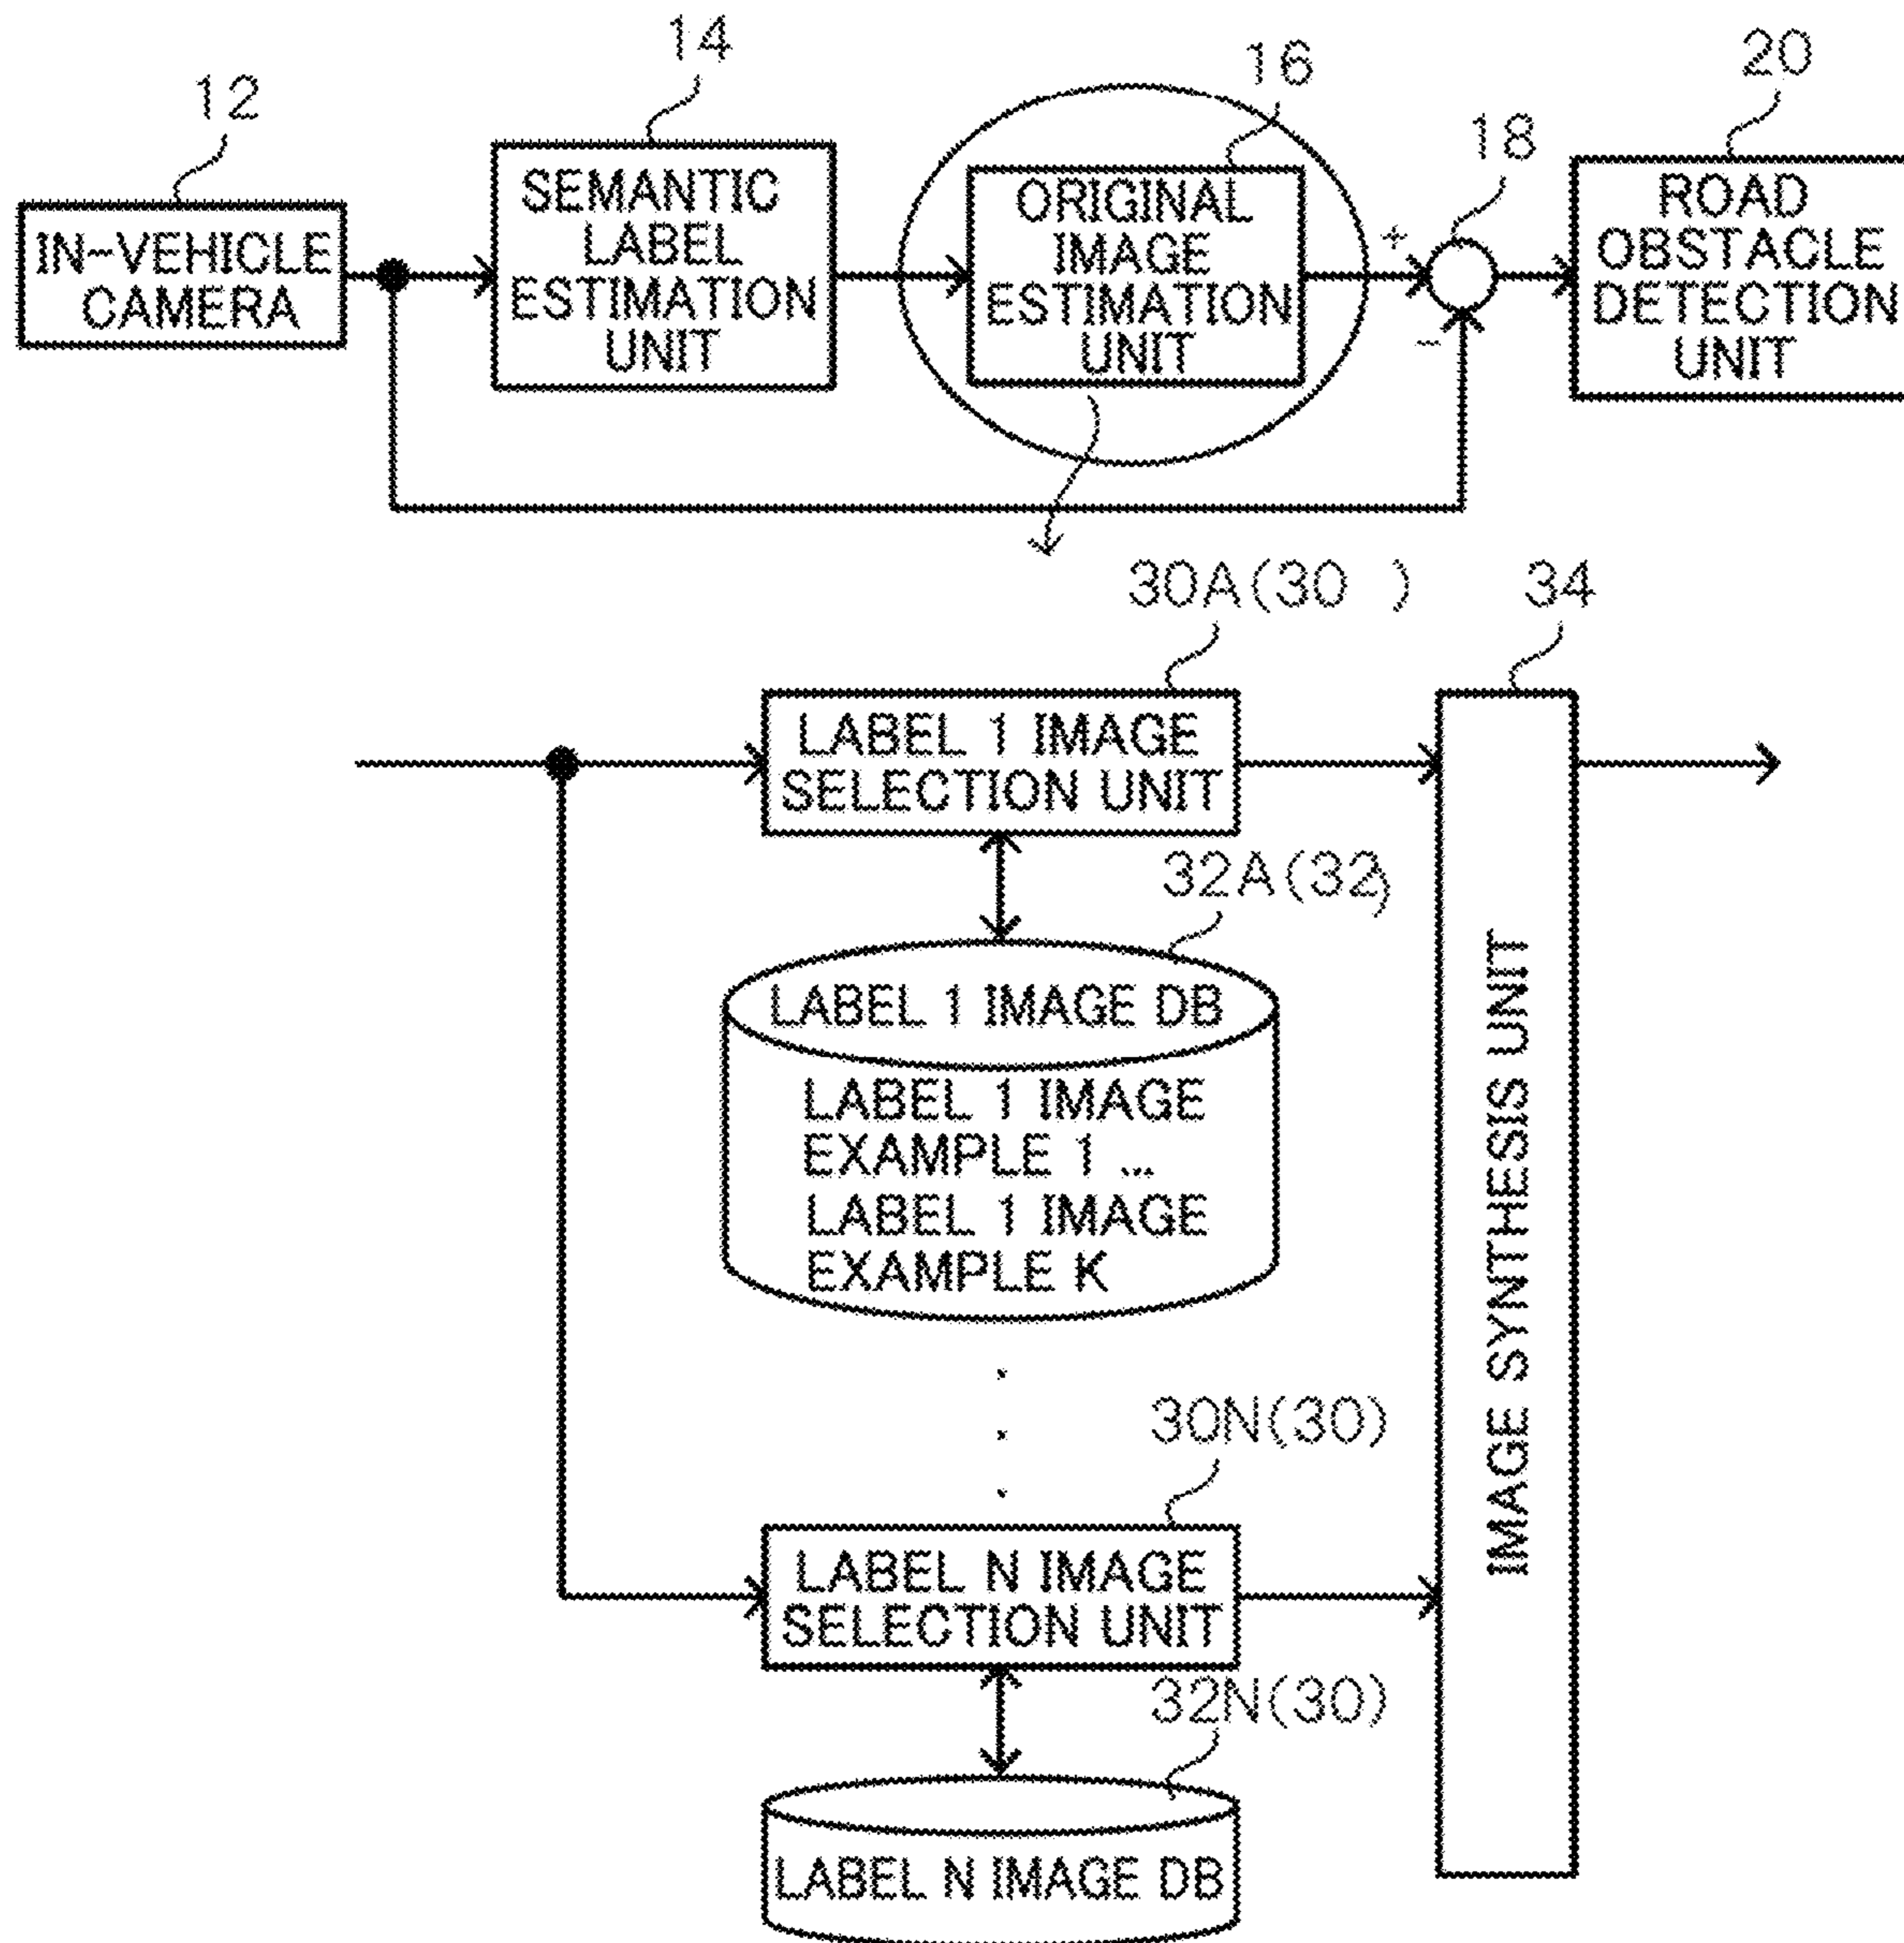 12
14
16
18
20
IN-VEHICLE
CAMERA
SEMANTIC
LABEL
ESTIMATION
UNIT
ORIGINAL
IMAGE
ESTIMATION
UNIT
+
-
ROAD
OBSTACLE
DETECTION
UNIT
30A(30 )
34
LABEL 1 IMAGE
SELECTION UNIT
32A(32)
LABEL 1 IMAGE DB
LABEL 1 IMAGE
EXAMPLE 1 ...
LABEL 1 IMAGE
EXAMPLE K
IMAGE SYNTHESIS UNIT
30N(30)
LABEL N IMAGE
SELECTION UNIT
32N(30)
LABEL N IMAGE DB